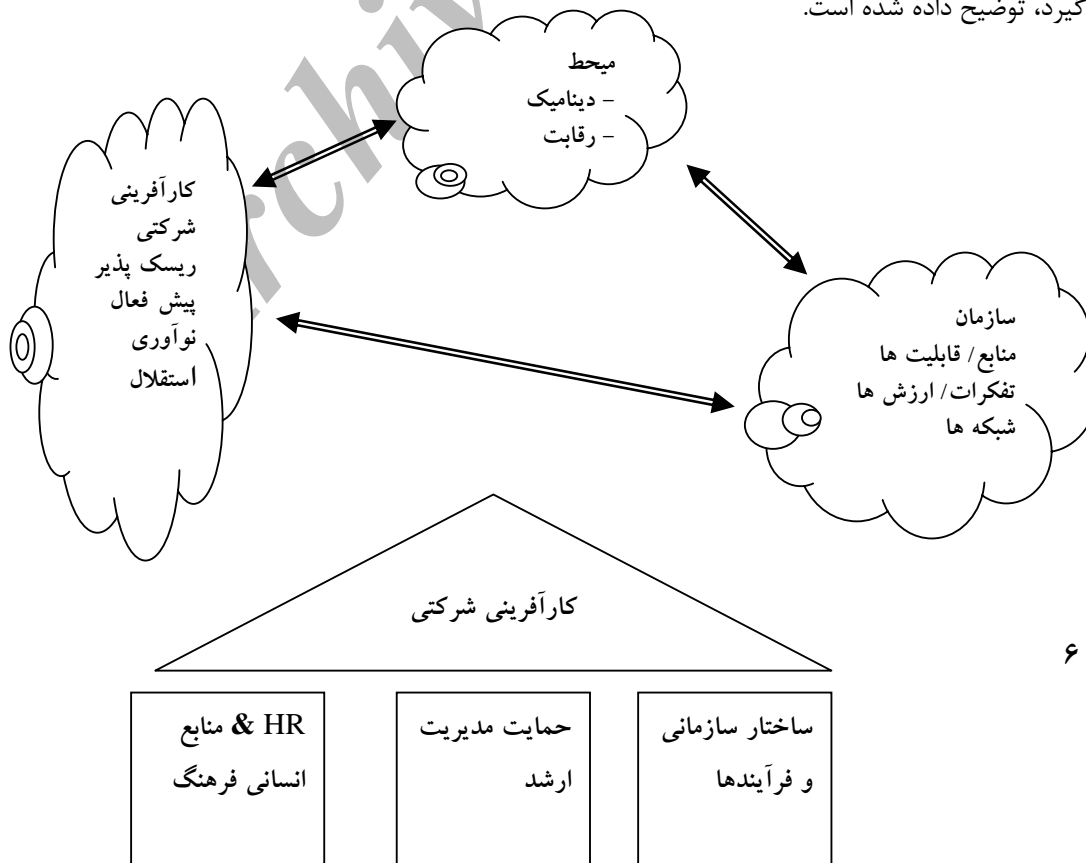 گیرد، توضیح داده شده است.
میحط
- دینامیک
- رقابت
کارآفرینی
شرکتی
ریسک پذیر
پیش فعال
نوآوری
استقلال
سازمان
منابع/ قابلیت ها
تفکرات/ ارزش ها
شبکه ها
کارآفرینی شرکتی
۶
ساختار سازمانی
و فرآیندها
حمایت مدیریت
ارشد
HR & منابع
انسانی فرهنگ